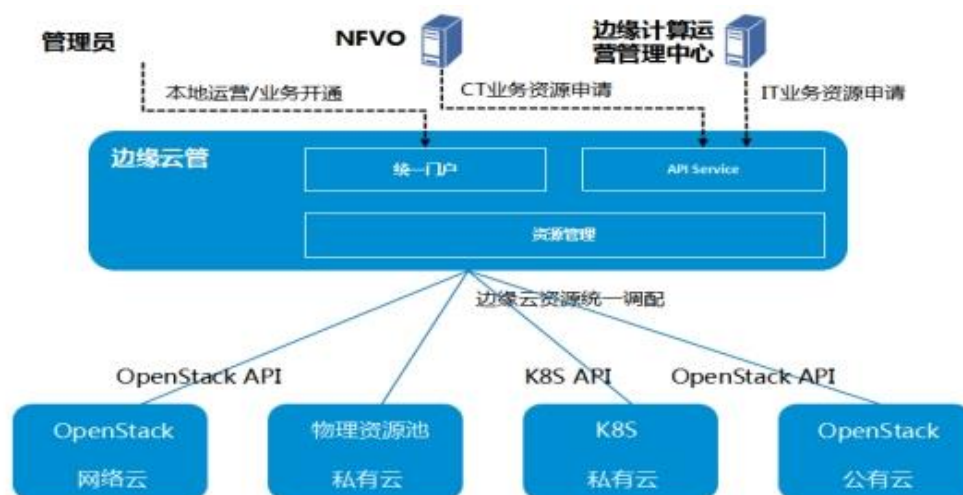 管理员
NFVO
边缘计算运
营管理中心
本地运营/业务开通
CT业务资源申请
IT业务资源申请
边缘云管
统一门户
API Service
资源管理
边缘云资源统一调配
OpenStack API
K8S API
OpenStack API
OpenStack
网络云
物理资源池
私有云
K8S
私有云
OpenStack
公有云